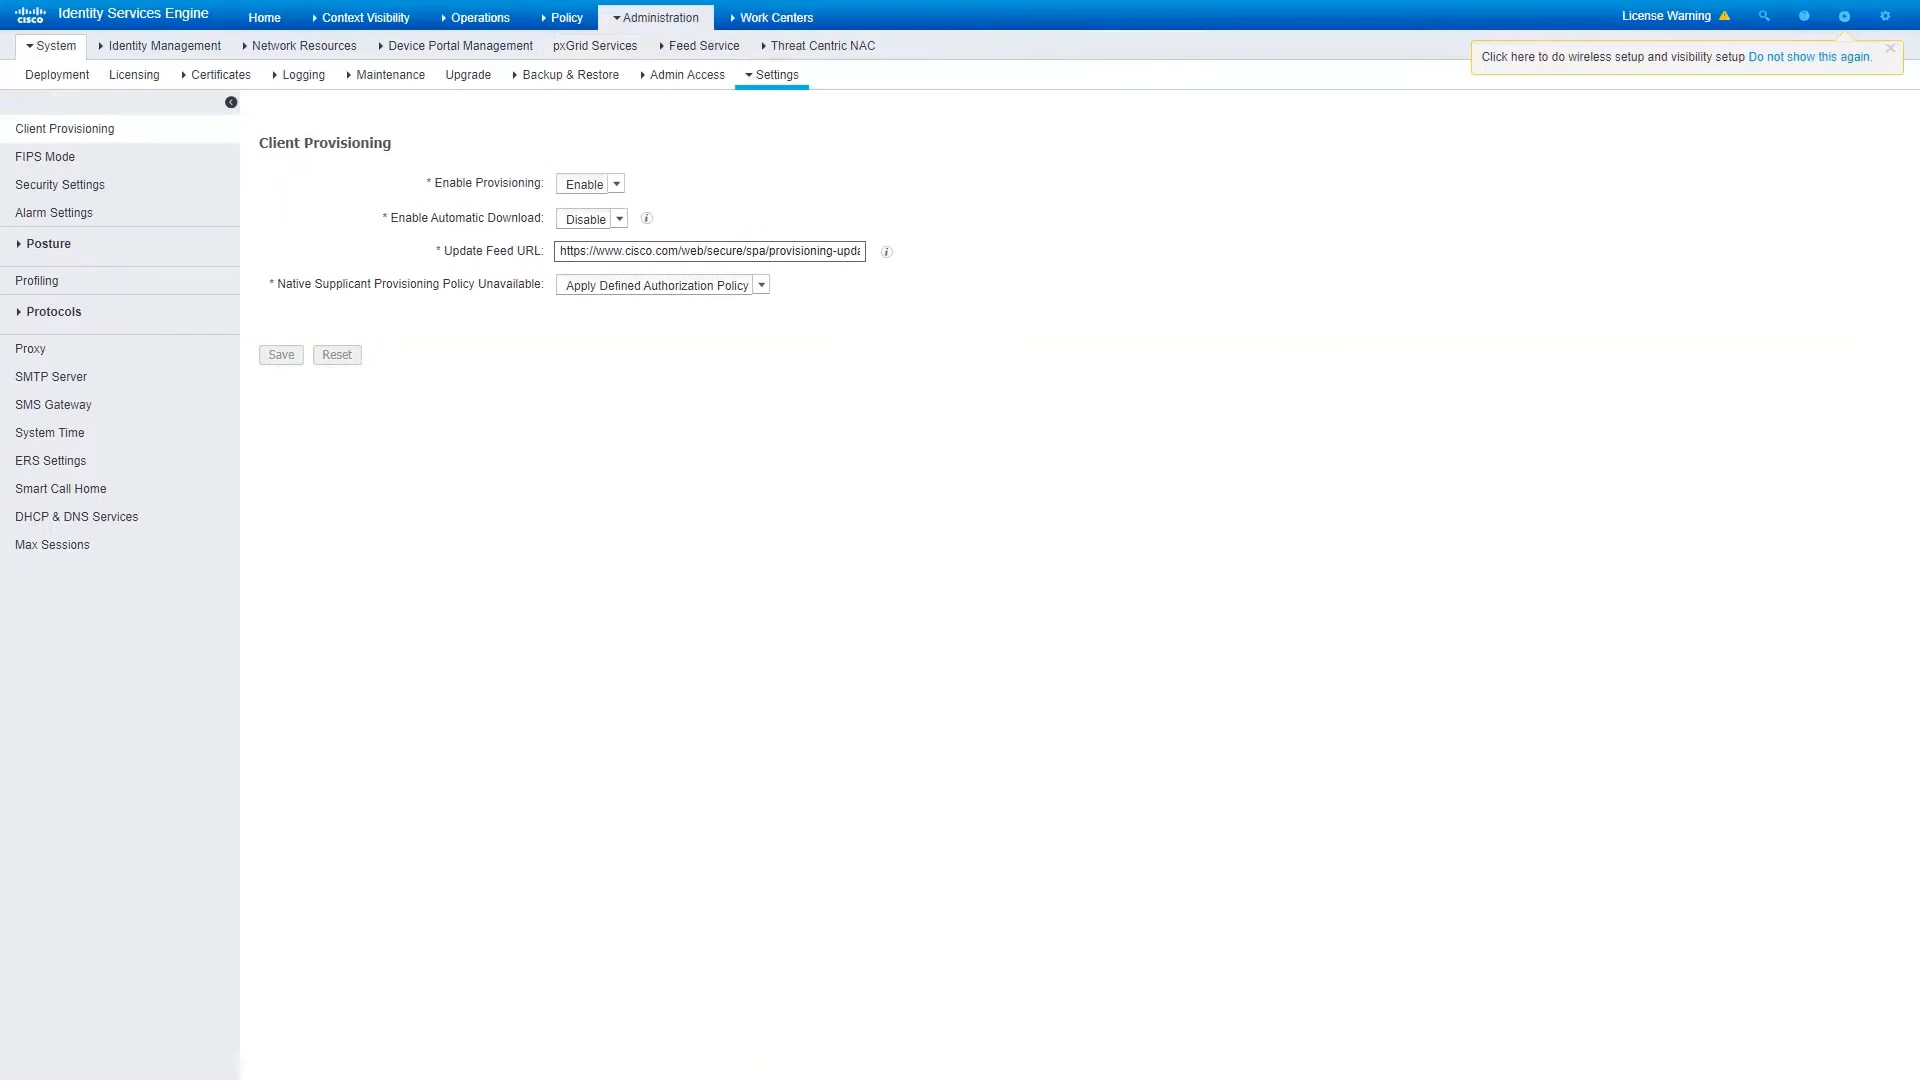 cisco Identity Services Engine Home Context Visibility Operations Policy Administration Work Centers License Warning
System Identity Management Network Resources Device Portal Management pxGrid Services Feed Service Threat Centric NAC
Click here to do wireless setup and visibility setup Do not show this again.
Deployment Licensing Certificates Logging Maintenance Upgrade Backup & Restore Admin Access Settings
Client Provisioning
FIPS Mode
Security Settings
Alarm Settings
Posture
Profiling
Protocols
Proxy
SMTP Server
SMS Gateway
System Time
ERS Settings
Smart Call Home
DHCP & DNS Services
Max Sessions
Client Provisioning
* Enable Provisioning: Enable
* Enable Automatic Download: Disable
* Update Feed URL: https://www.cisco.com/web/secure/spa/provisioning-upda
* Native Supplicant Provisioning Policy Unavailable: Apply Defined Authorization Policy
Save Reset